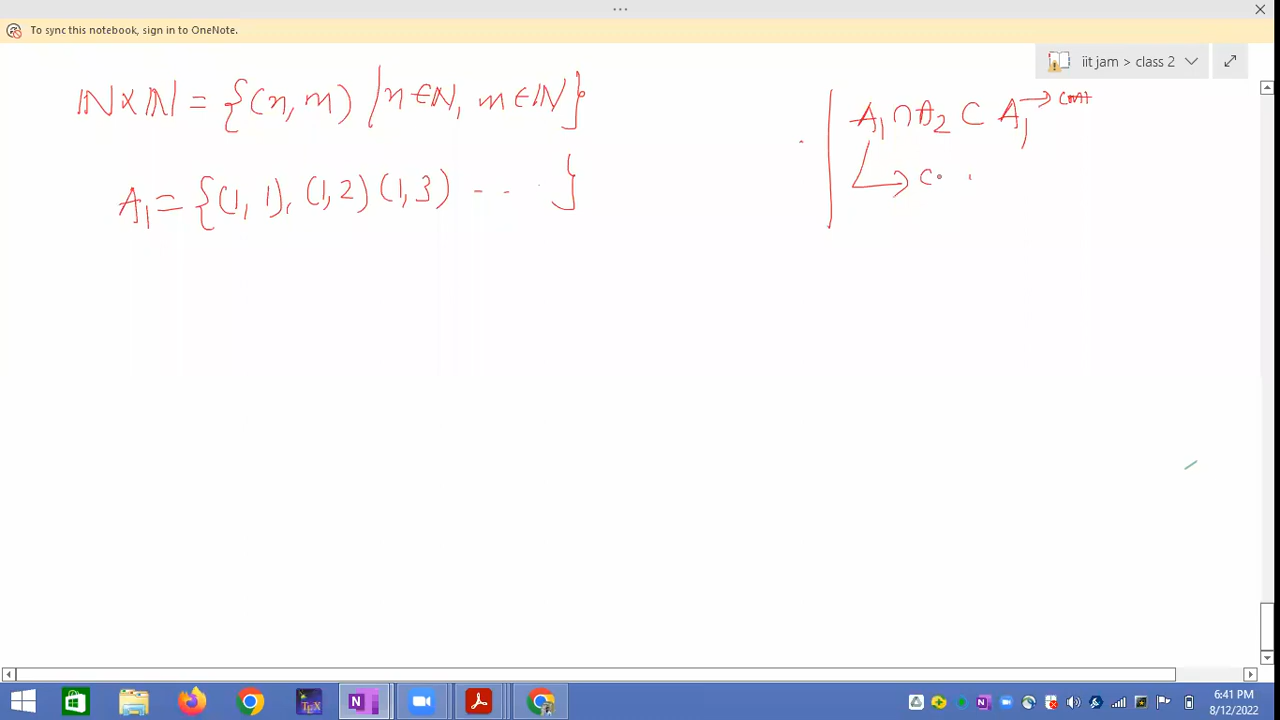 To sync this notebook, sign in to OneNote.
iit jam > class 2
ℕ×ℕ = {(n, m) | n∈ℕ, m∈ℕ}
A₁ = {(1, 1), (1, 2) (1, 3) - - · }
A₁ ∩ A₂ ⊂ A₁ →
↳ co
6:41 PM
8/12/2022